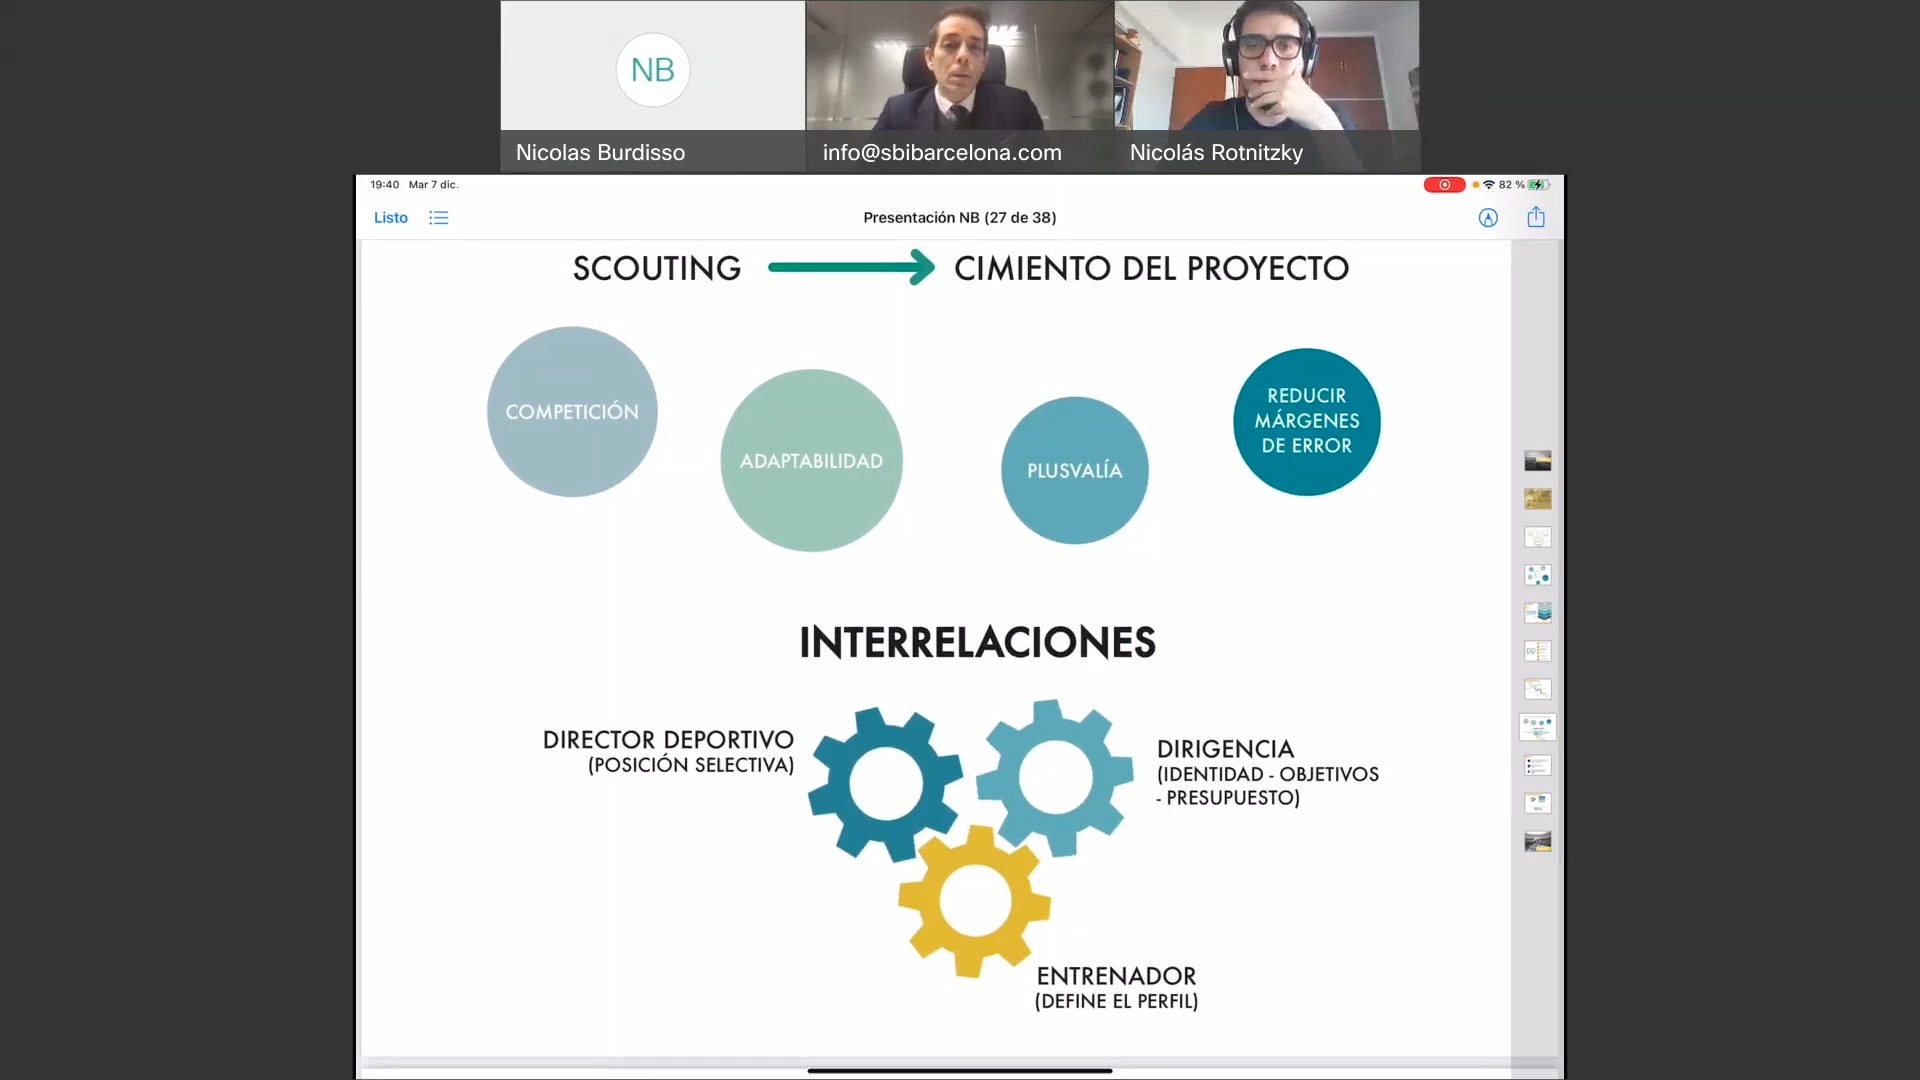 NB
Nicolas Burdisso
info@sbibarcelona.com
Nicolás Rotnitzky
19:40 Mar 7 dic.
82 %
Listo
Presentación NB (27 de 38)
SCOUTING
CIMIENTO DEL PROYECTO
COMPETICIÓN
ADAPTABILIDAD
PLUSVALÍA
REDUCIR
MÁRGENES
DE ERROR
INTERRELACIONES
DIRECTOR DEPORTIVO
(POSICIÓN SELECTIVA)
DIRIGENCIA
(IDENTIDAD - OBJETIVOS
- PRESUPUESTO)
ENTRENADOR
(DEFINE EL PERFIL)